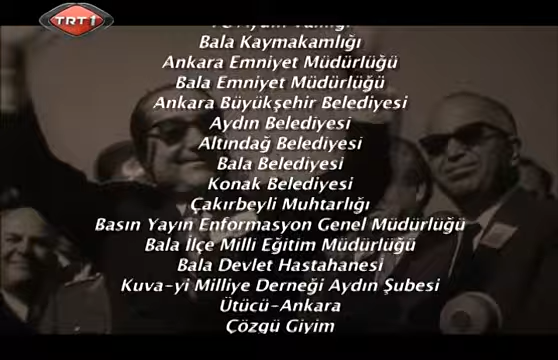 TRT1
Bala Kaymakamlığı
Ankara Emniyet Müdürlüğü
Bala Emniyet Müdürlüğü
Ankara Büyükşehir Belediyesi
Aydın Belediyesi
Altındağ Belediyesi
Bala Belediyesi
Konak Belediyesi
Çakırbeyli Muhtarlığı
Basın Yayın Enformasyon Genel Müdürlüğü
Bala İlçe Milli Eğitim Müdürlüğü
Bala Devlet Hastahanesi
Kuva-yi Milliye Derneği Aydın Şubesi
Ütücü-Ankara
Çözgü Giyim